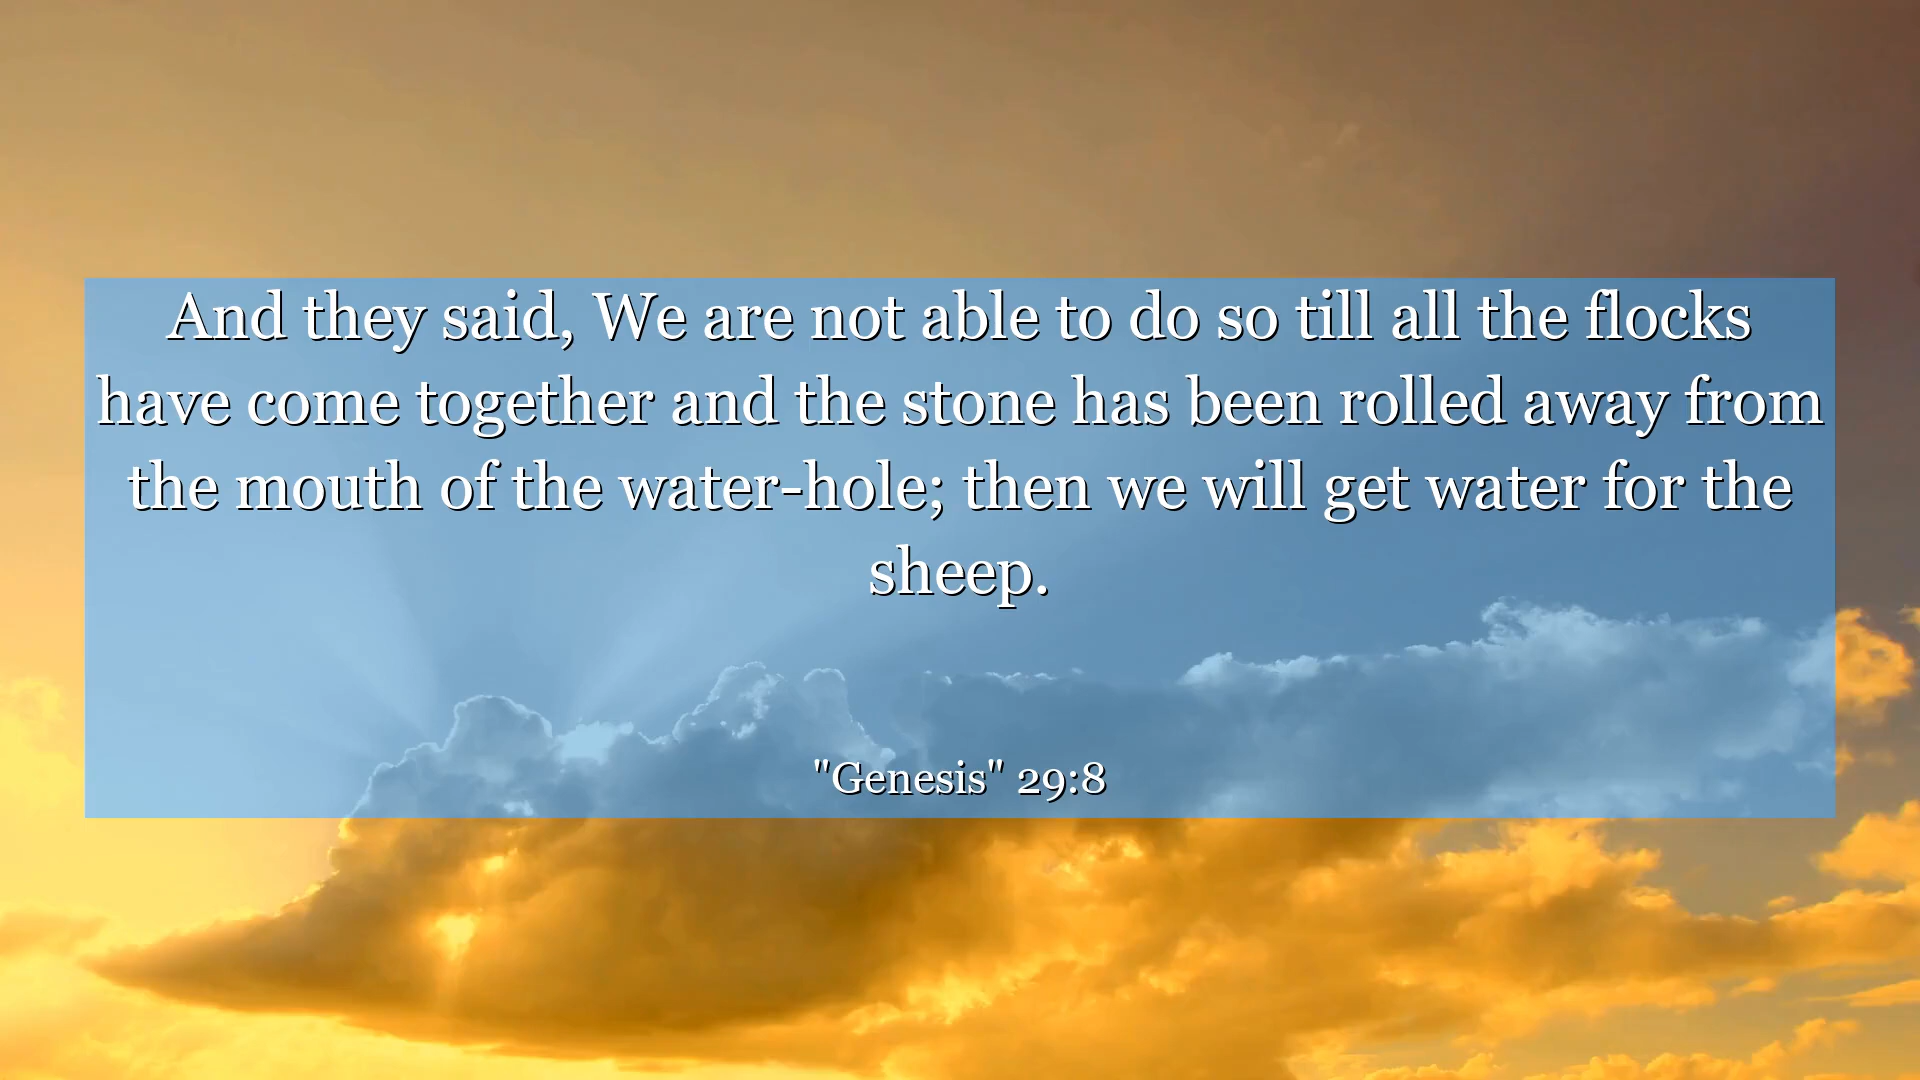 And they said, We are not able to do so till all the flocks
have come together and the stone has been rolled away from
the mouth of the water-hole; then we will get water for the
sheep.
"Genesis" 29:8